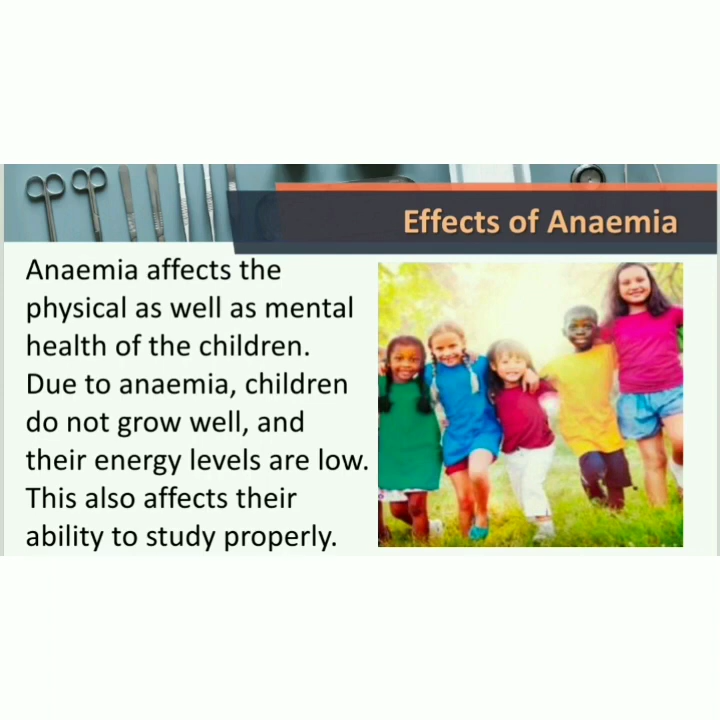 Effects of Anaemia
Anaemia affects the
physical as well as mental
health of the children.
Due to anaemia, children
do not grow well, and
their energy levels are low.
This also affects their
ability to study properly.